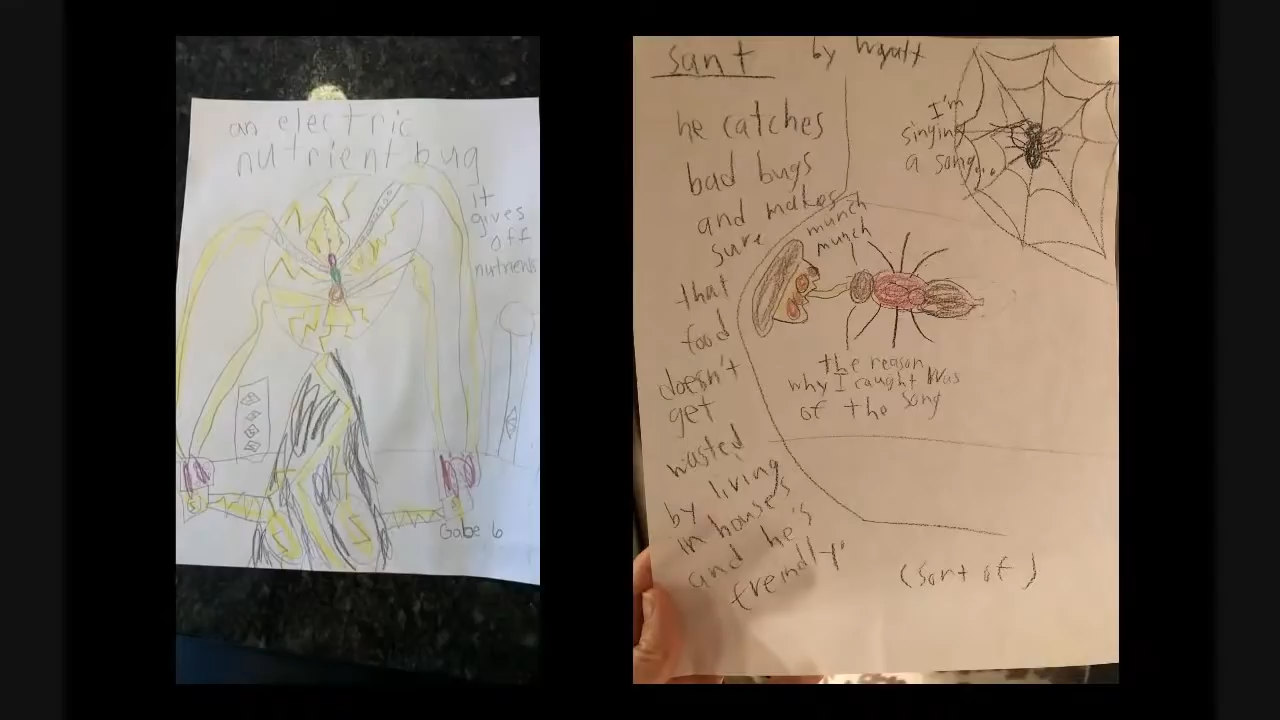 an electric
nutrient bug
it
gives
off
nutriens
Gabe 6
sant by Wyatt
he catches
bad bugs
and makes
sure
that
food
doesn't
get
wasted
by living
in houses
and he's
frendly
I'm
singing
a song...
munch
munch
the reason
why I caught was
of the song
(Sort of)